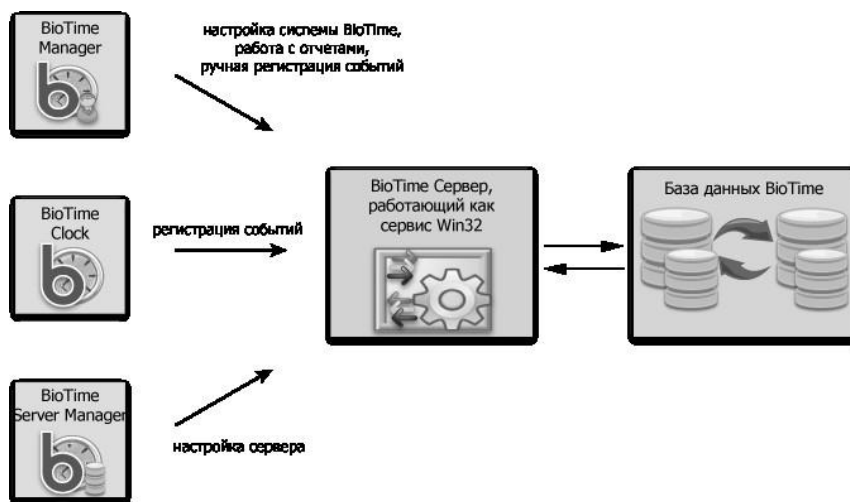 BioTime
Manager
настройка системы BioTime,
работа с отчетами,
ручная регистрация событий
BioTime
Clock
регистрация событий
BioTime Сервер,
работающий как
сервис Win32
База данных BioTime
BioTime
Server Manager
настройка сервера